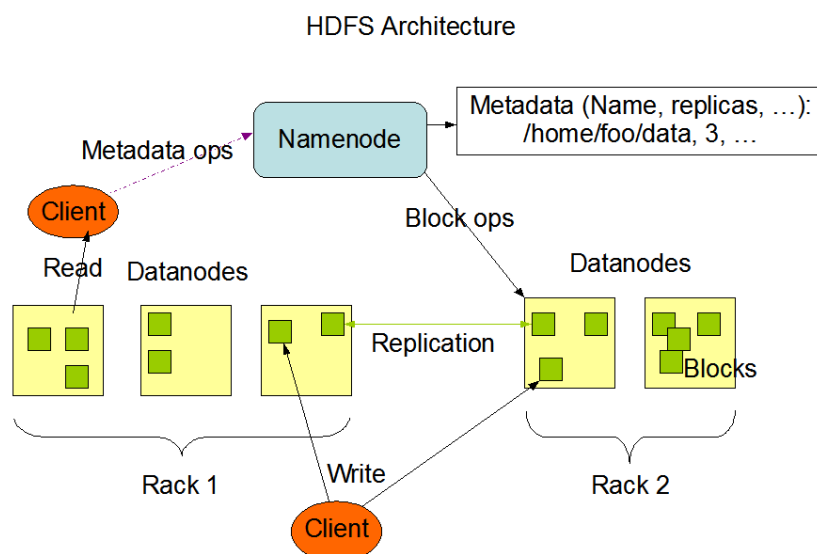 HDFS Architecture
Metadata (Name, replicas, …):
/home/foo/data, 3, …
Namenode
Metadata ops
Client
Block ops
Read
Datanodes
Datanodes
Replication
Blocks
Rack 1
Write
Rack 2
Client